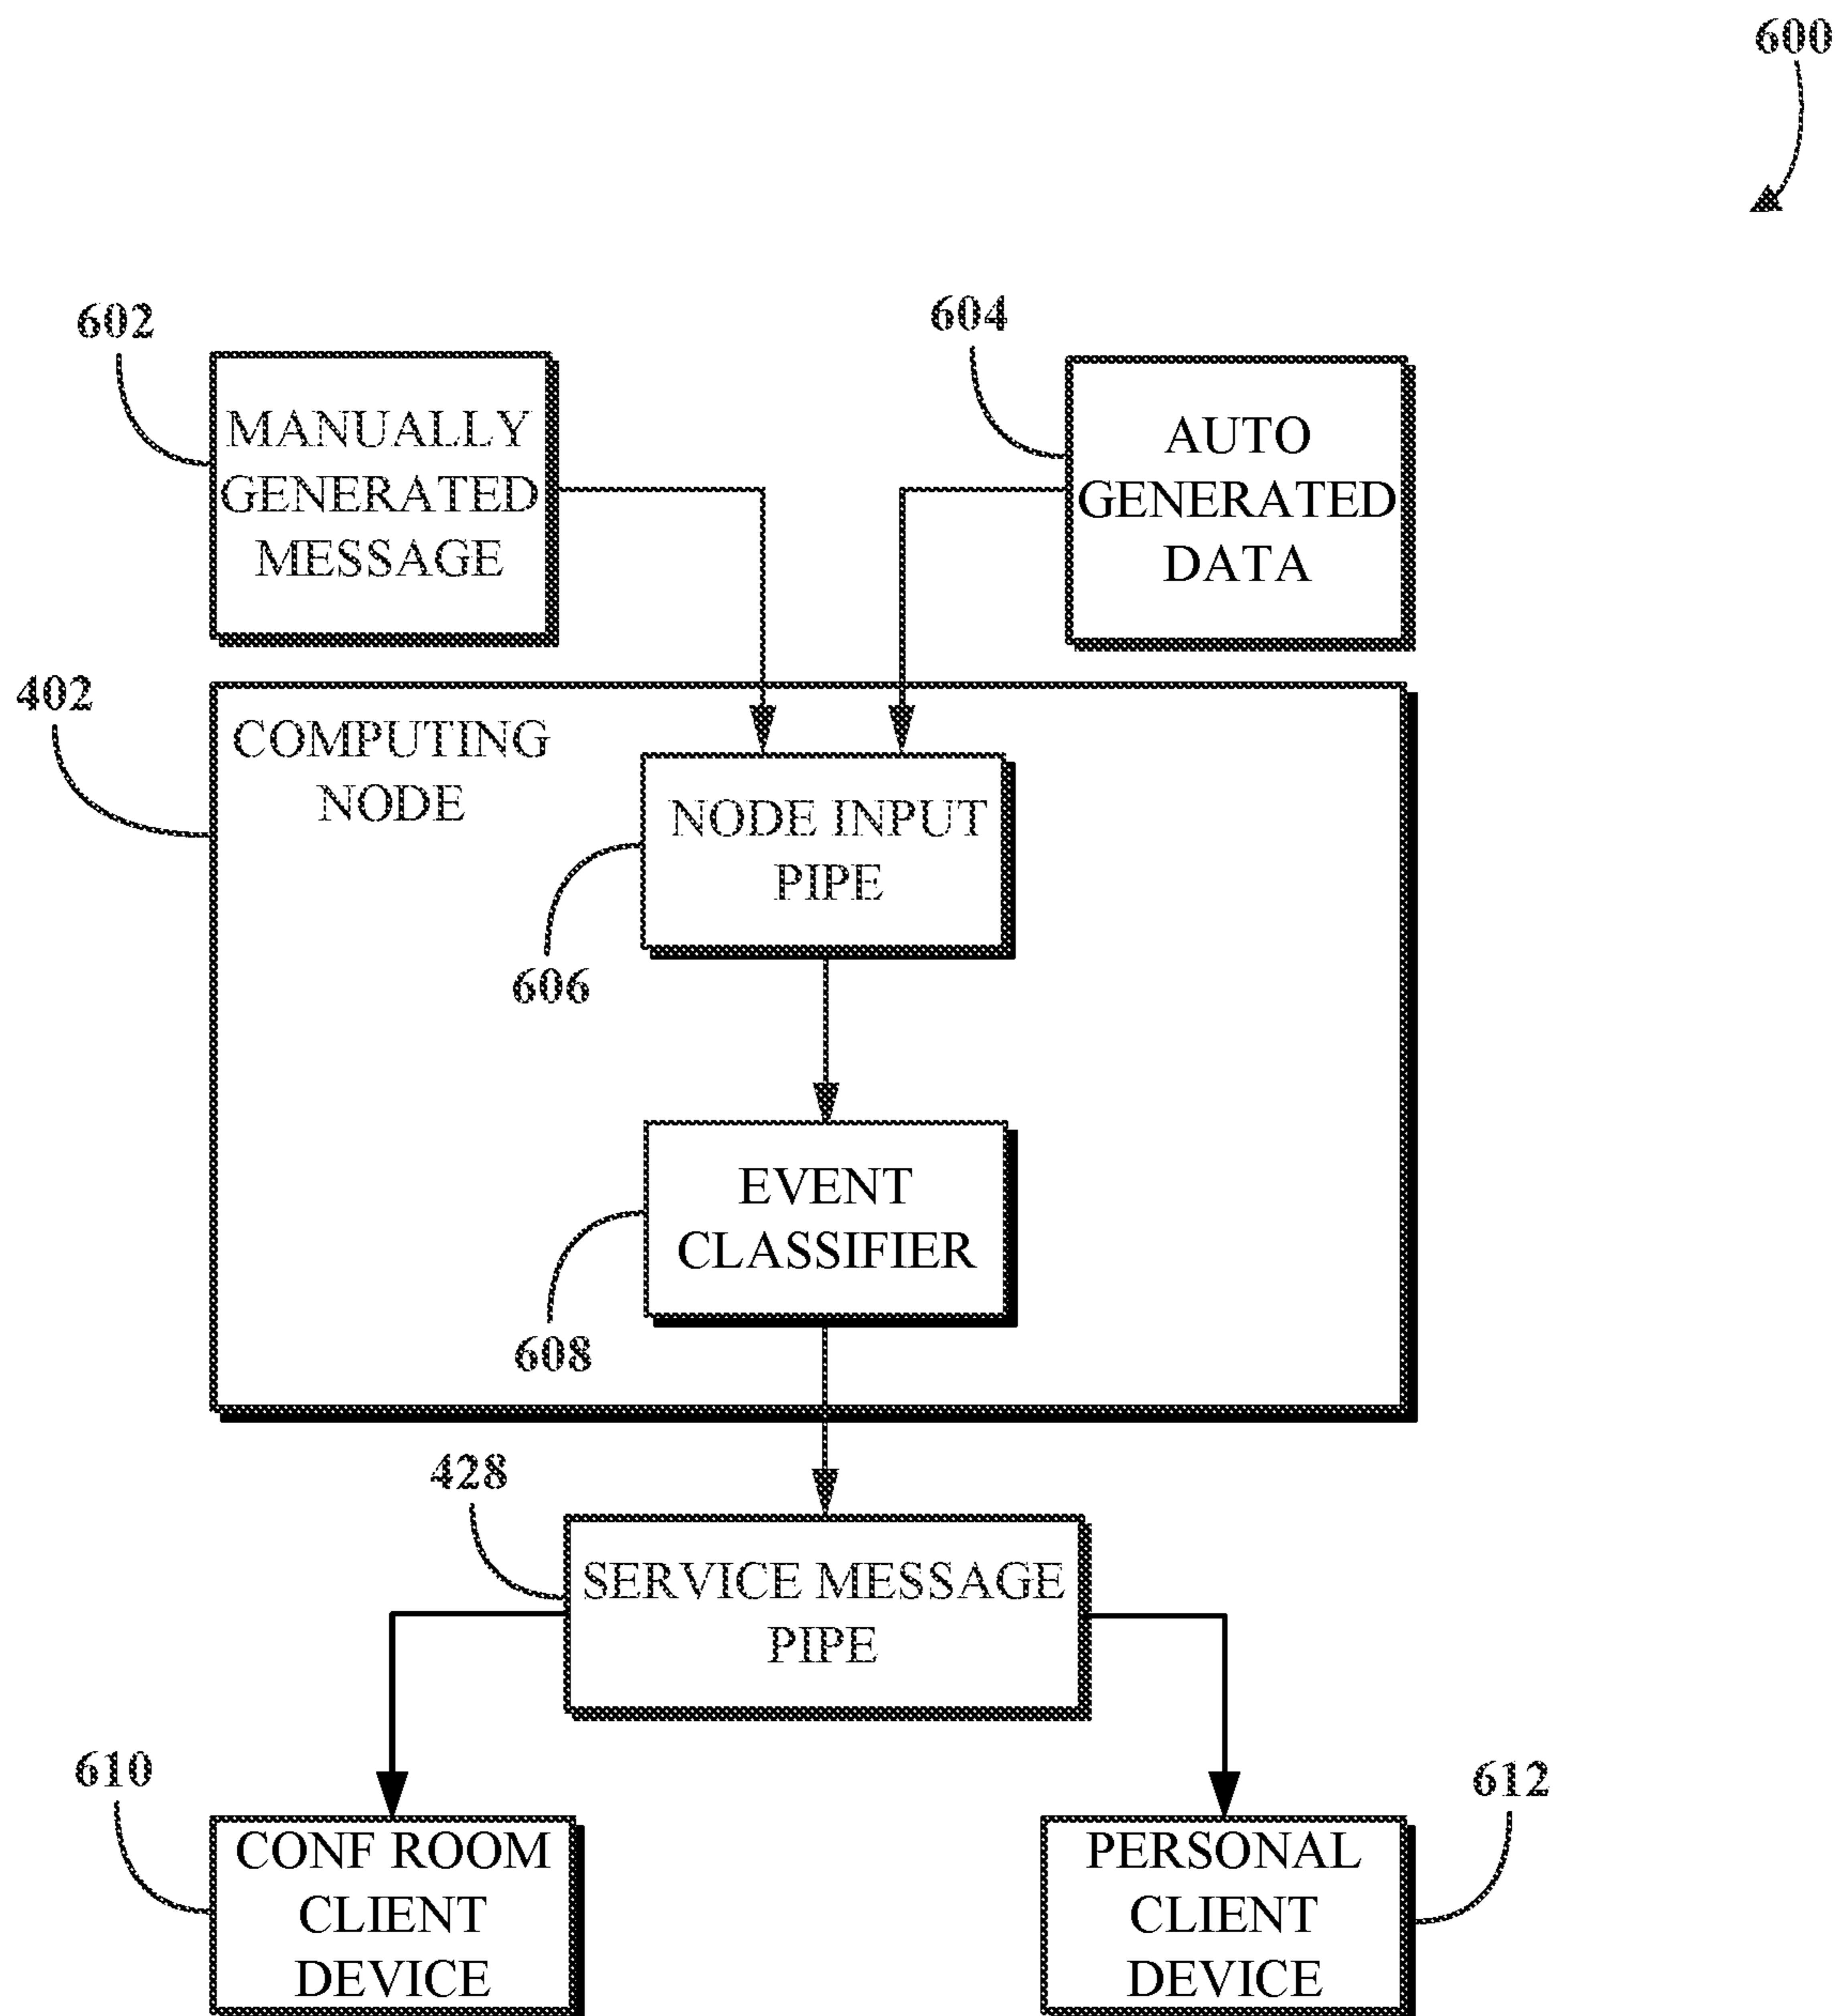 600
602
604
MANUALLY
GENERATED
MESSAGE
AUTO
GENERATED
DATA
402
COMPUTING
NODE
NODE INPUT
PIPE
606
EVENT
CLASSIFIER
608
428
SERVICE MESSAGE
PIPE
610
612
CONF ROOM
CLIENT
DEVICE
PERSONAL
CLIENT
DEVICE